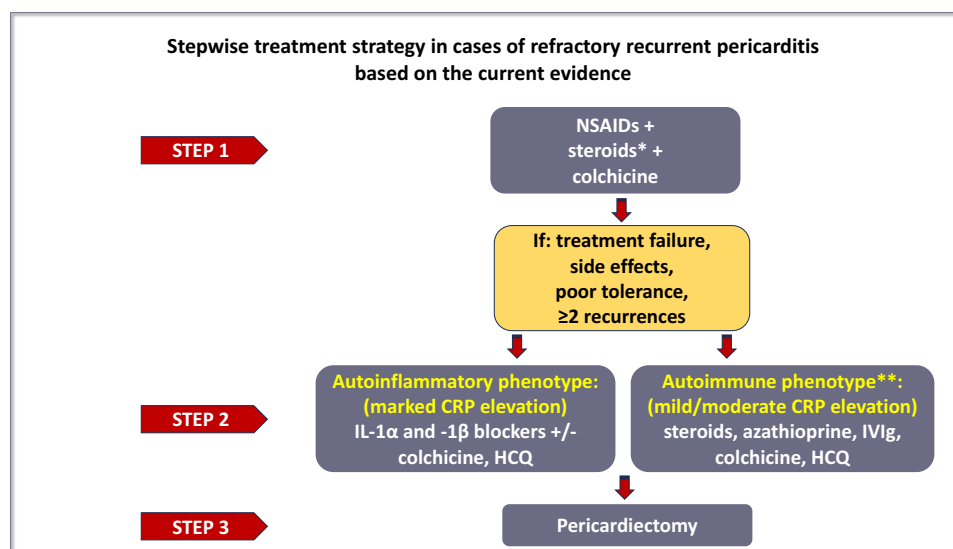 Stepwise treatment strategy in cases of refractory recurrent pericarditis
based on the current evidence
STEP 1
NSAIDs +
steroids* +
colchicine
If: treatment failure,
side effects,
poor tolerance,
≥2 recurrences
STEP 2
Autoinflammatory phenotype:
(marked CRP elevation)
IL-1α and -1β blockers +/-
colchicine, HCQ
Autoimmune phenotype**:
(mild/moderate CRP elevation)
steroids, azathioprine, IVIg,
colchicine, HCQ
STEP 3
Pericardiectomy